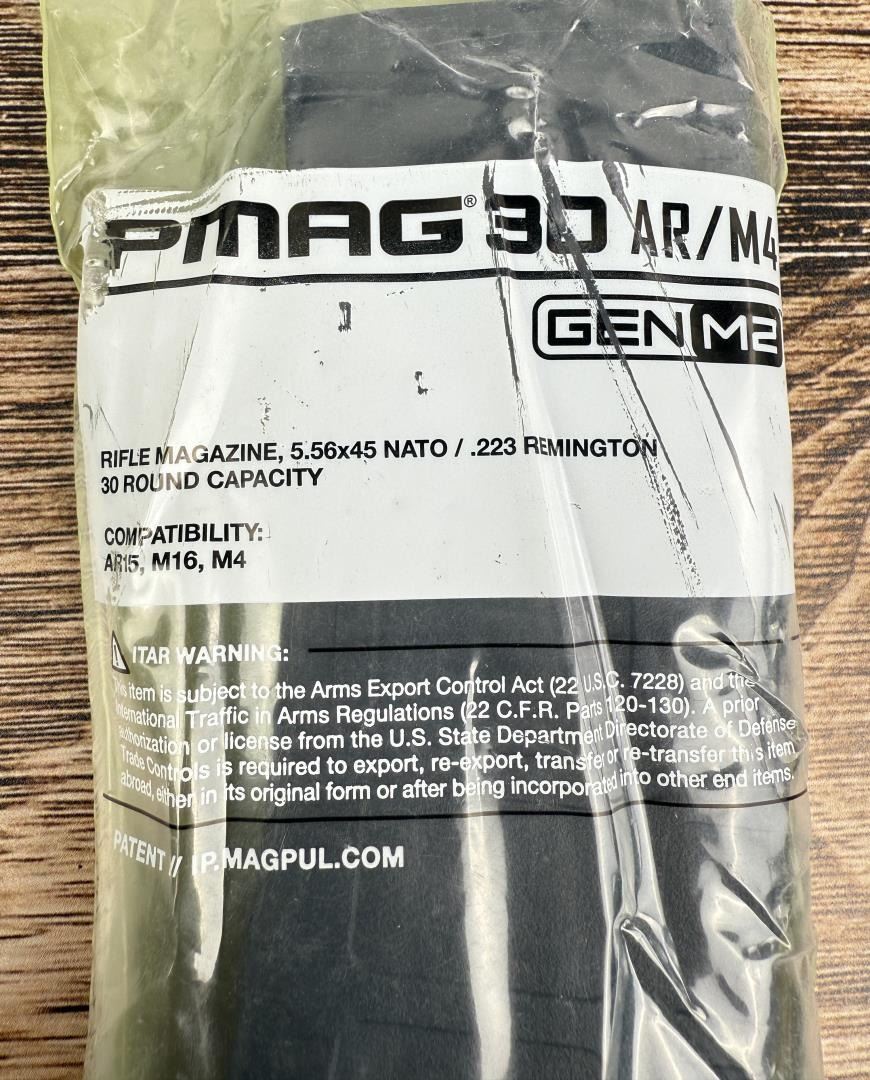 PMAG® 30 AR/M4
GEN M2
RIFLE MAGAZINE, 5.56x45 NATO / .223 REMINGTON
30 ROUND CAPACITY
COMPATIBILITY:
AR15, M16, M4
ITAR WARNING:
This item is subject to the Arms Export Control Act (22 U.S.C. 7228) and the
International Traffic in Arms Regulations (22 C.F.R. Parts 120-130). A prior
authorization or license from the U.S. State Department Directorate of Defense
Trade Controls is required to export, re-export, transfer or re-transfer this item
abroad, either in its original form or after being incorporated into other end items.
PATENT // IP.MAGPUL.COM